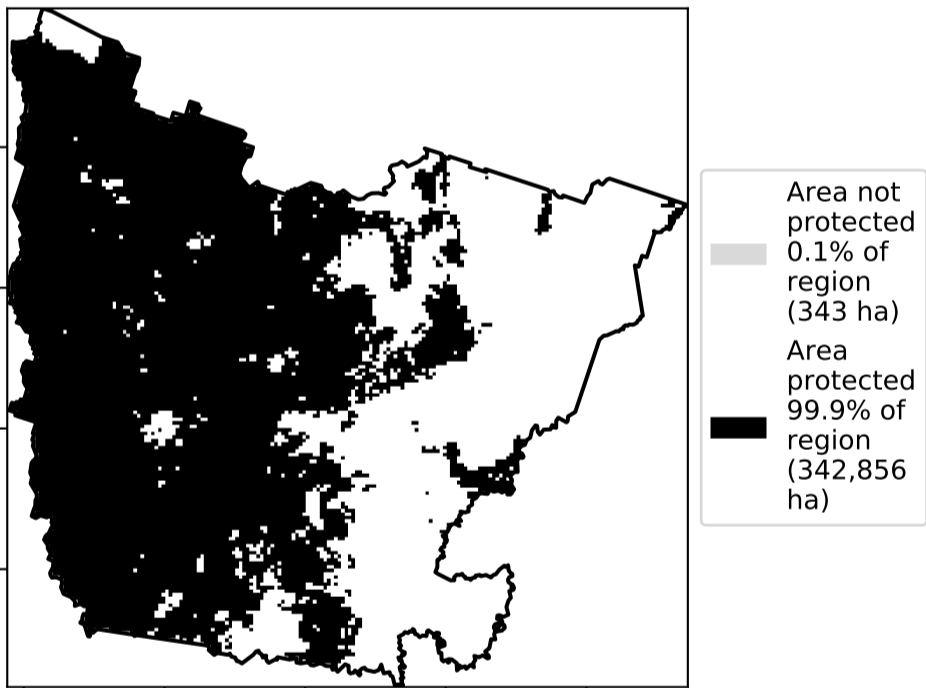 Area not
protected
0.1% of
region
(343 ha)
Area
protected
99.9% of
region
(342,856
ha)